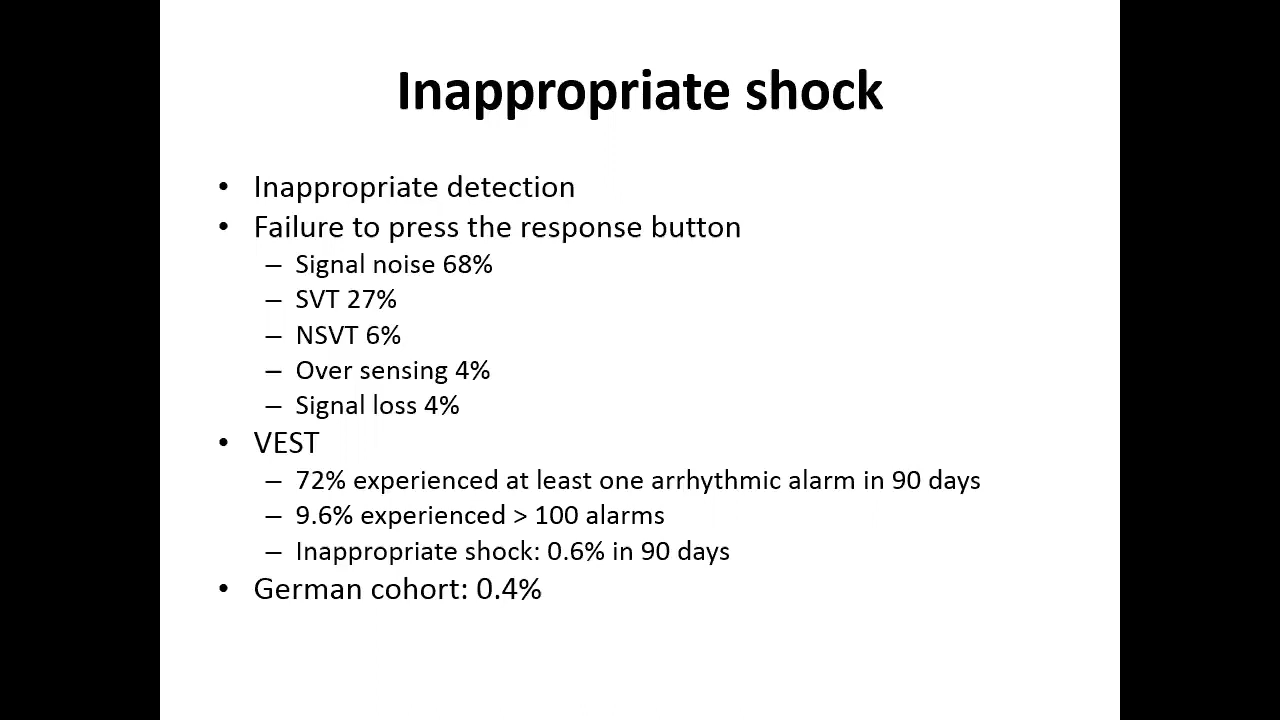 Inappropriate shock
• Inappropriate detection
• Failure to press the response button
– Signal noise 68%
– SVT 27%
– NSVT 6%
– Over sensing 4%
– Signal loss 4%
• VEST
– 72% experienced at least one arrhythmic alarm in 90 days
– 9.6% experienced > 100 alarms
– Inappropriate shock: 0.6% in 90 days
• German cohort: 0.4%